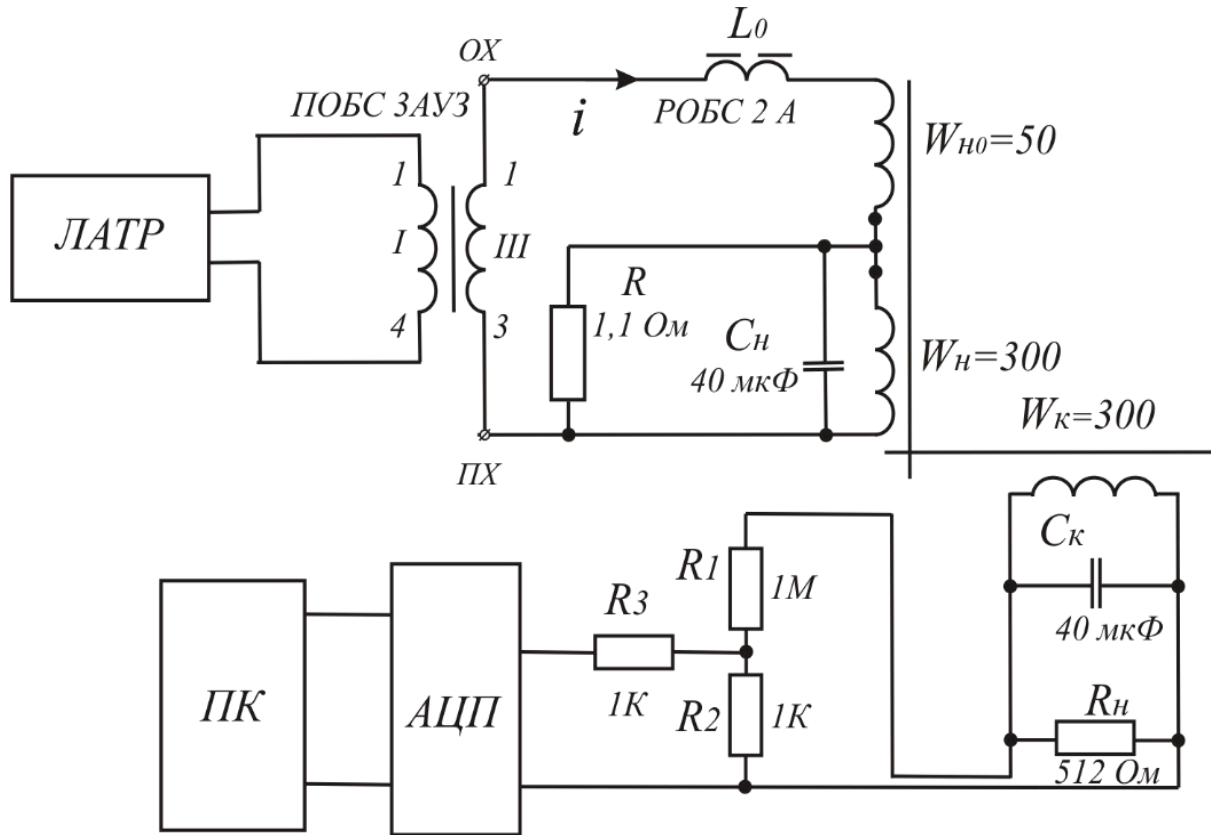 L0
ОХ
ПОБС 3АУЗ
i
РОБС 2 А
Wн0=50
1
1
ЛАТР
I
III
4
3
R
1,1 Ом
Cн
40 мкФ
Wн=300
Wк=300
ПХ
R1
1М
Cк
40 мкФ
R3
1К
R2
1К
ПК
АЦП
Rн
512 Ом